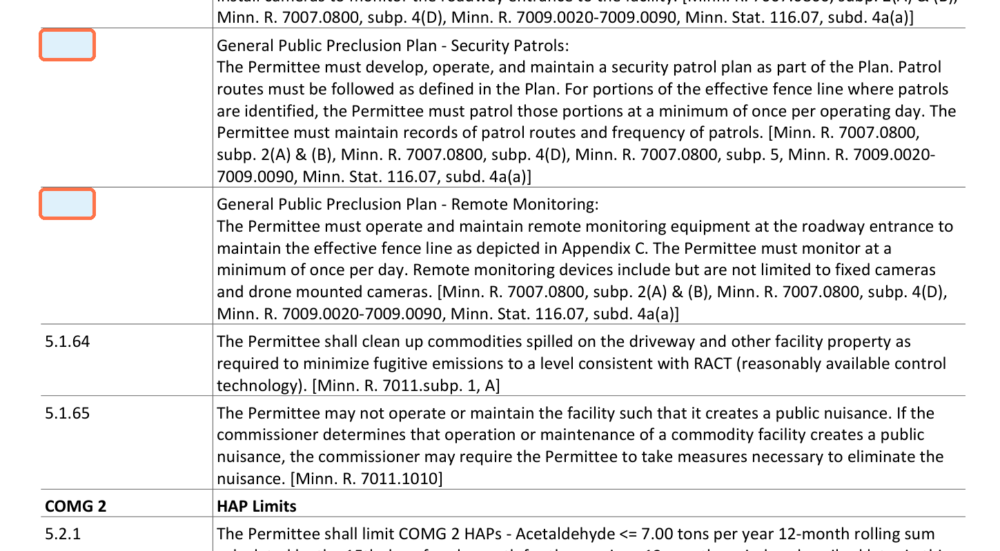 Minn. R. 7007.0800, subp. 4(D), Minn. R. 7009.0020-7009.0090, Minn. Stat. 116.07, subd. 4a(a)]
General Public Preclusion Plan - Security Patrols:
The Permittee must develop, operate, and maintain a security patrol plan as part of the Plan. Patrol
routes must be followed as defined in the Plan. For portions of the effective fence line where patrols
are identified, the Permittee must patrol those portions at a minimum of once per operating day. The
Permittee must maintain records of patrol routes and frequency of patrols. [Minn. R. 7007.0800,
subp. 2(A) & (B), Minn. R. 7007.0800, subp. 4(D), Minn. R. 7007.0800, subp. 5, Minn. R. 7009.0020-
7009.0090, Minn. Stat. 116.07, subd. 4a(a)]
General Public Preclusion Plan - Remote Monitoring:
The Permittee must operate and maintain remote monitoring equipment at the roadway entrance to
maintain the effective fence line as depicted in Appendix C. The Permittee must monitor at a
minimum of once per day. Remote monitoring devices include but are not limited to fixed cameras
and drone mounted cameras. [Minn. R. 7007.0800, subp. 2(A) & (B), Minn. R. 7007.0800, subp. 4(D),
Minn. R. 7009.0020-7009.0090, Minn. Stat. 116.07, subd. 4a(a)]
5.1.64 The Permittee shall clean up commodities spilled on the driveway and other facility property as
required to minimize fugitive emissions to a level consistent with RACT (reasonably available control
technology). [Minn. R. 7011.subp. 1, A]
5.1.65 The Permittee may not operate or maintain the facility such that it creates a public nuisance. If the
commissioner determines that operation or maintenance of a commodity facility creates a public
nuisance, the commissioner may require the Permittee to take measures necessary to eliminate the
nuisance. [Minn. R. 7011.1010]
COMG 2 HAP Limits
5.2.1 The Permittee shall limit COMG 2 HAPs - Acetaldehyde <= 7.00 tons per year 12-month rolling sum